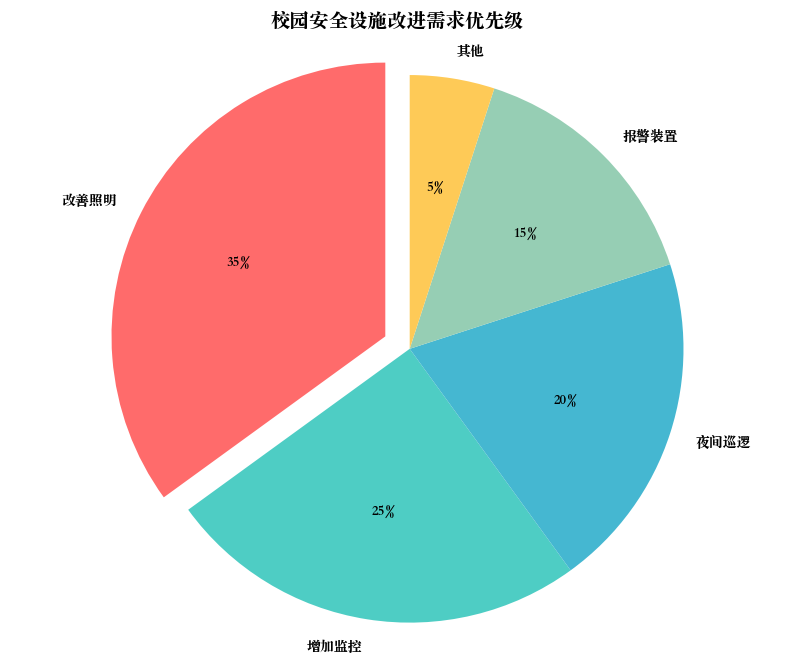 校园安全设施改进需求优先级
其他
报警装置
改善照明
5%
15%
35%
20%
夜间巡逻
25%
增加监控